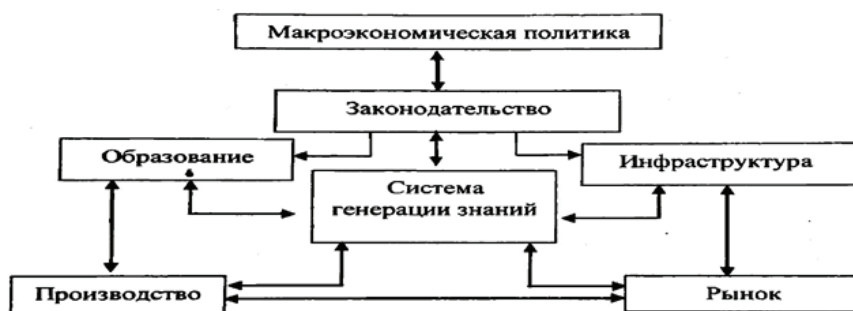 Макроэкономическая политика
Законодательство
Образование
Инфраструктура
Система
генерации знаний
Производство
Рынок